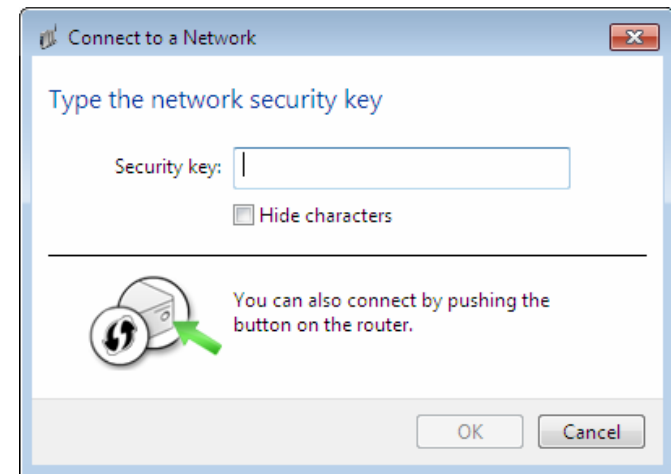 Connect to a Network
Type the network security key
Security key:
Hide characters
You can also connect by pushing the
button on the router.
OK Cancel